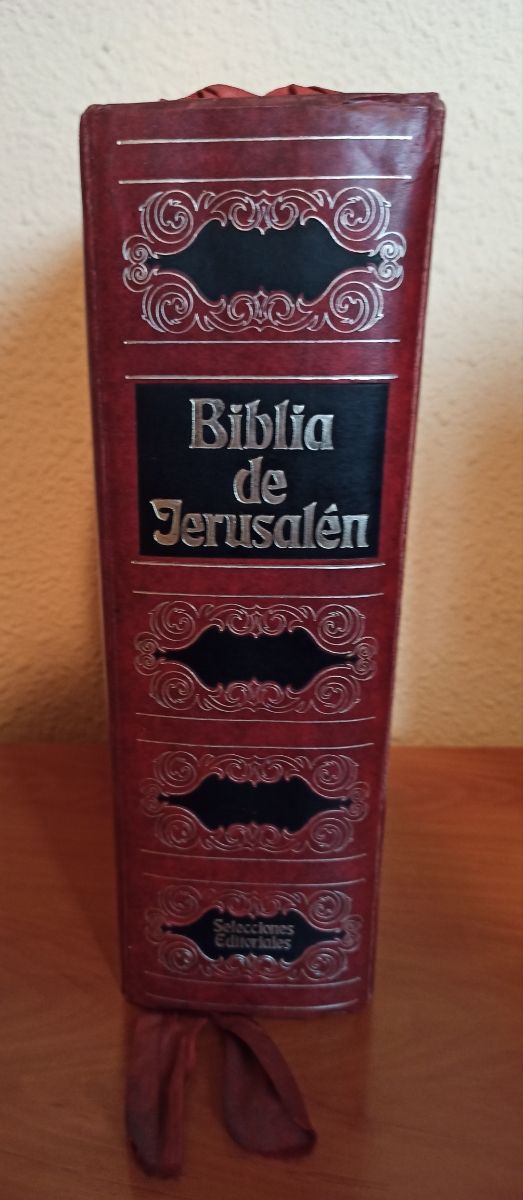 Biblia
de
Jerusalén
Selecciones
Editoriales